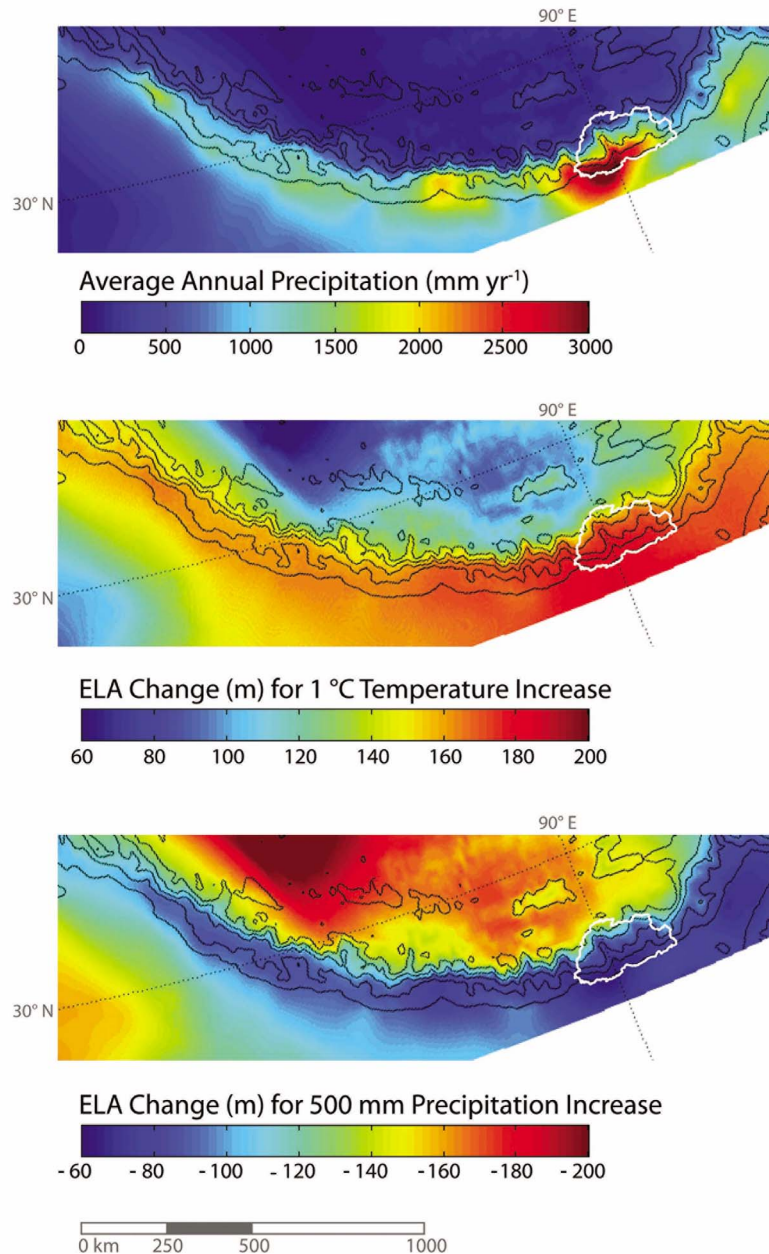 90° E
30° N
Average Annual Precipitation (mm yr⁻¹)
0 500 1000 1500 2000 2500 3000
90° E
30° N
ELA Change (m) for 1 °C Temperature Increase
60 80 100 120 140 160 180 200
90° E
30° N
ELA Change (m) for 500 mm Precipitation Increase
- 60 - 80 - 100 - 120 - 140 - 160 - 180 - 200
0 km 250 500 1000